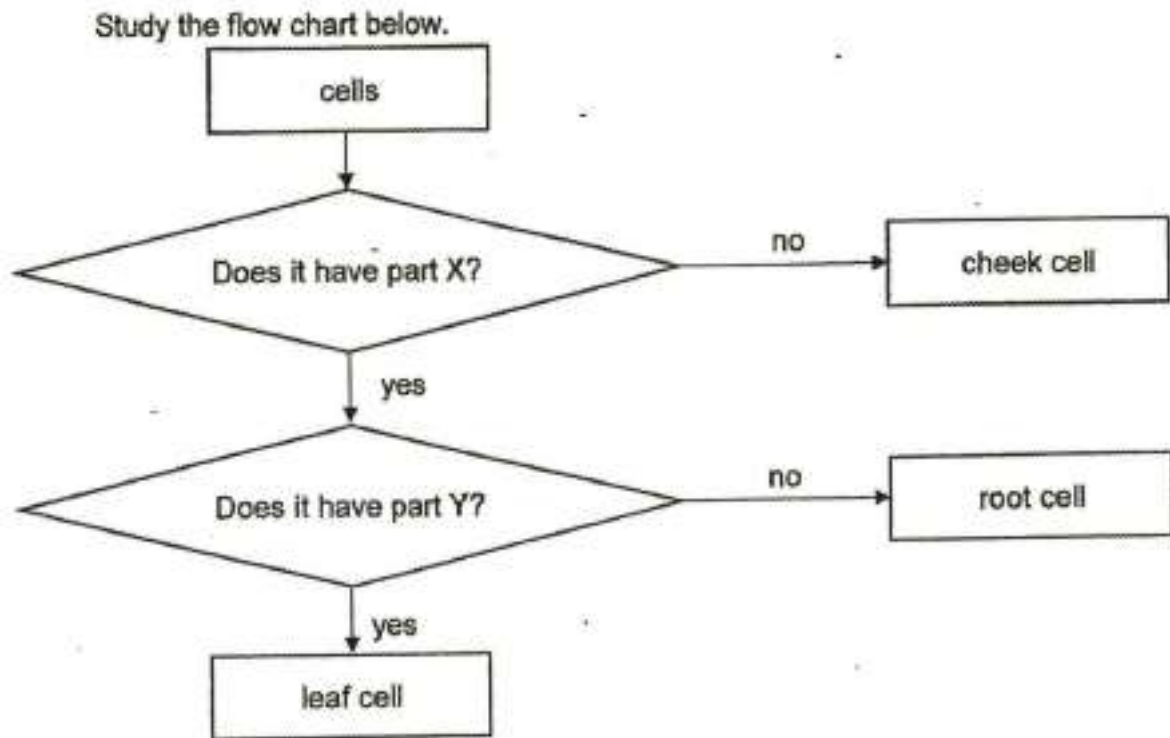 Study the flow chart below.
cells
Does it have part X?
no
cheek cell
yes
Does it have part Y?
no
root cell
yes
leaf cell